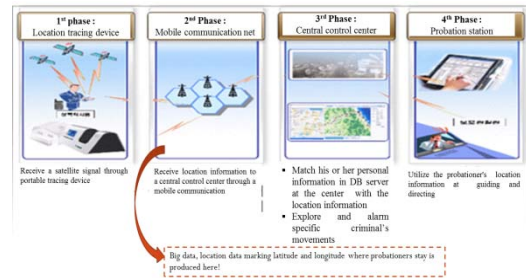 1st phase :
Location tracing device
2nd Phase :
Mobile communication net
3rd Phase :
Central control center
4th Phase :
Probation station
Receive a satellite signal through
portable tracing device
Receive location information to
a central control center through a
mobile communication
▪ Match his or her personal
information in DB server
at the center with the
location information
▪ Explore and alarm
specific criminal's
movements
Utilize the probationer's location
information at guiding and
directing
Big data, location data marking latitude and longitude where probationers stay is
produced here!